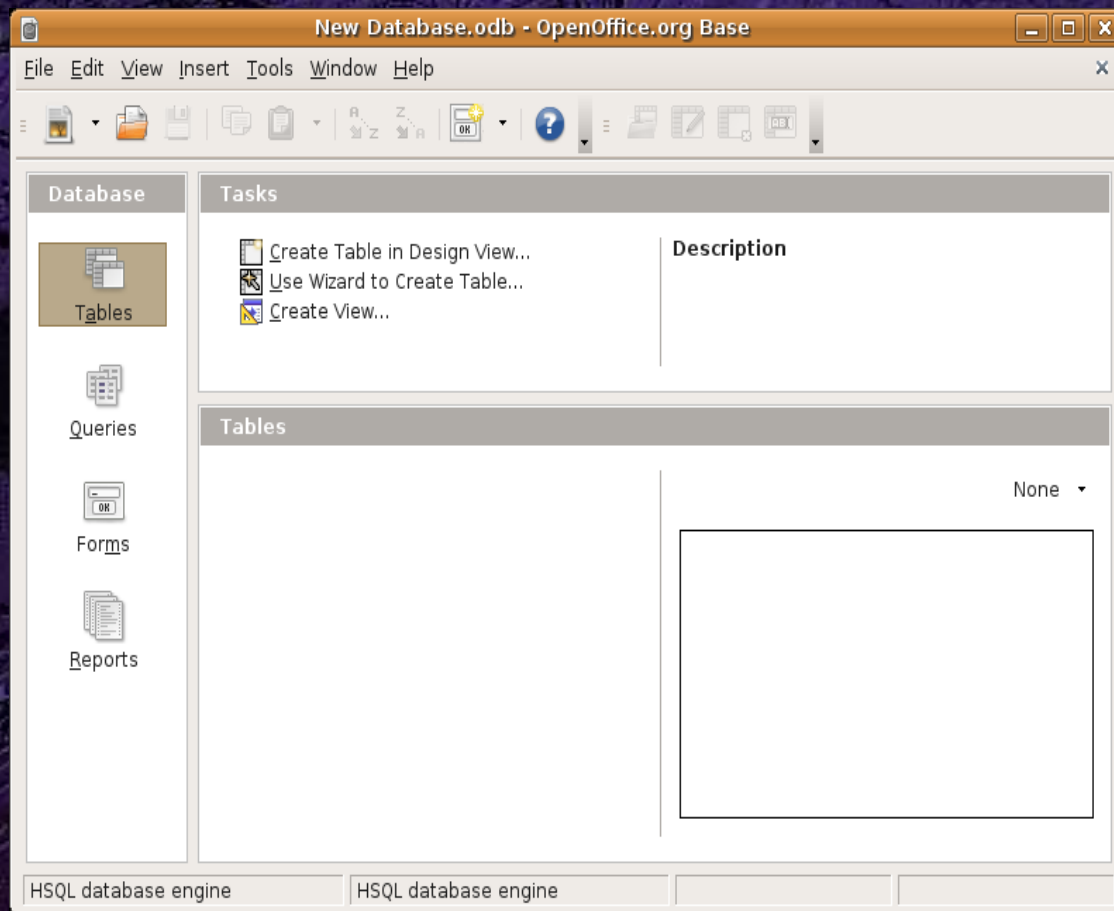 New Database.odb - OpenOffice.org Base
File Edit View Insert Tools Window Help
A Z Z A OK
Database
Tables
Queries
OK
Forms
Reports
Tasks
Create Table in Design View...
Use Wizard to Create Table...
Create View...
Description
Tables
None
HSQL database engine HSQL database engine